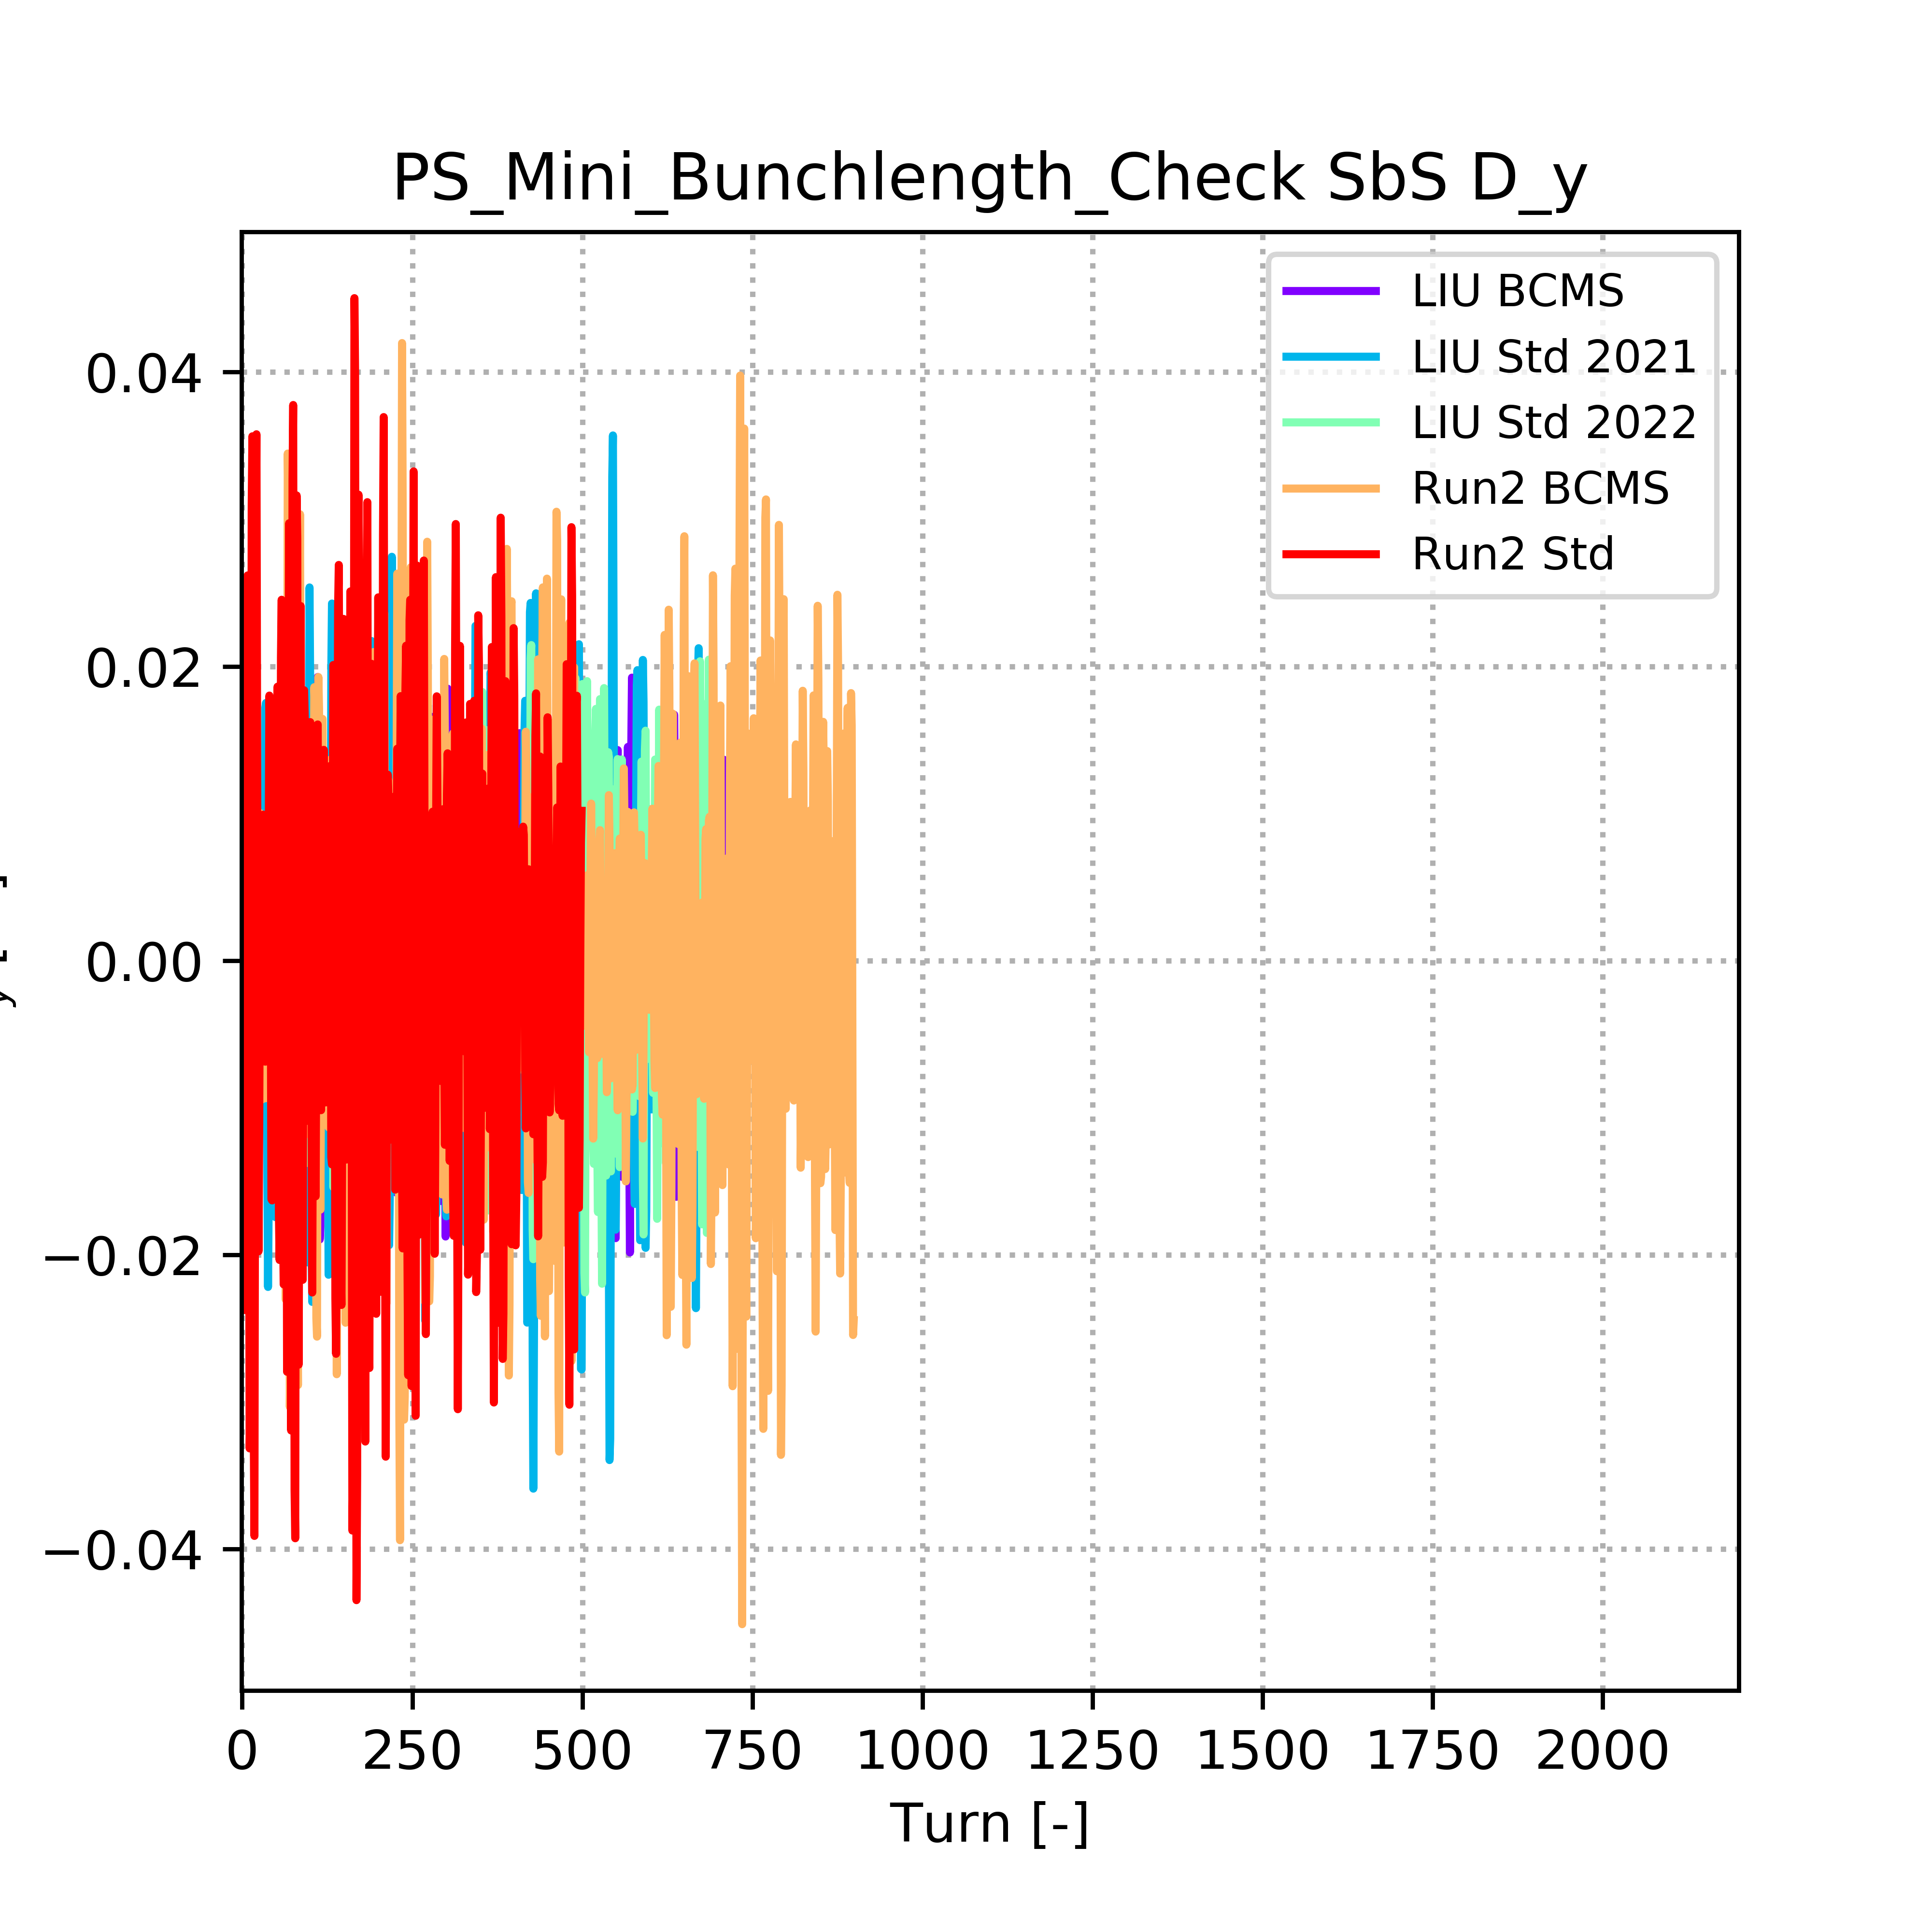 PS_Mini_Bunchlength_Check SbS D_y
LIU BCMS
LIU Std 2021
LIU Std 2022
Run2 BCMS
Run2 Std
0.04
0.02
0.00
−0.02
−0.04
0 250 500 750 1000 1250 1500 1750 2000
Turn [-]